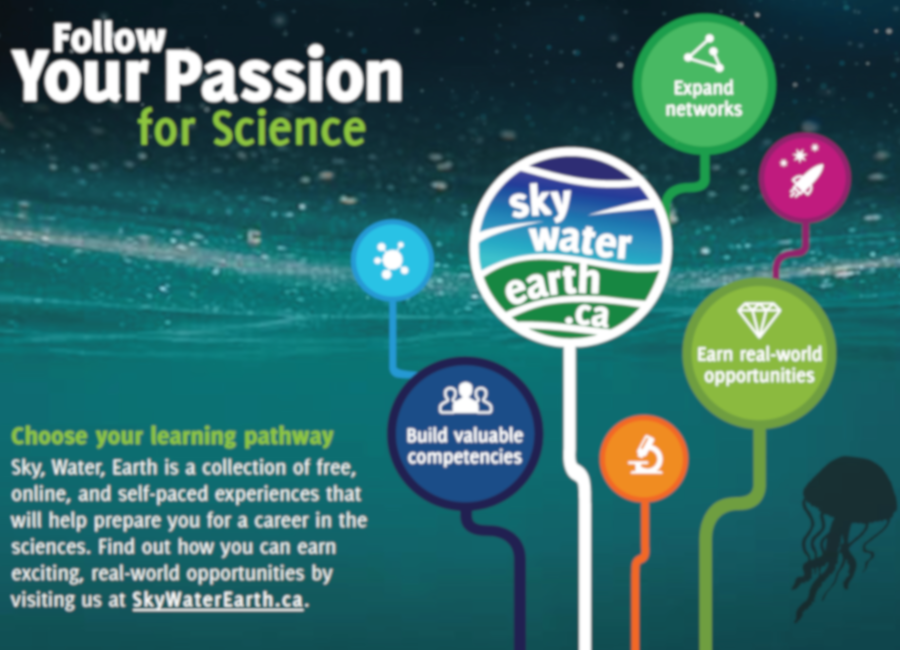 Follow
Your Passion
for Science
Expand
networks
sky
water
earth
.ca
Earn real-world
opportunities
Build valuable
competencies
Choose your learning pathway
Sky, Water, Earth is a collection of free,
online, and self-paced experiences that
will help prepare you for a career in the
sciences. Find out how you can earn
exciting, real-world opportunities by
visiting us at SkyWaterEarth.ca.